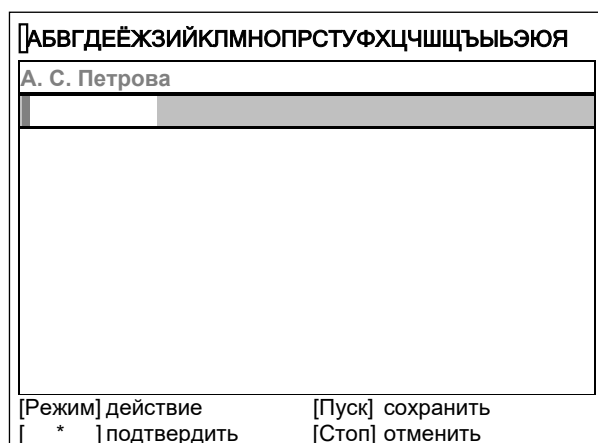 АБВГДЕЁЖЗИЙКЛМНОПРСТУФХЦЧШЩЪЫЬЭЮЯ
А. С. Петрова
[Режим] действие [Пуск] сохранить
[ * ] подтвердить [Стоп] отменить